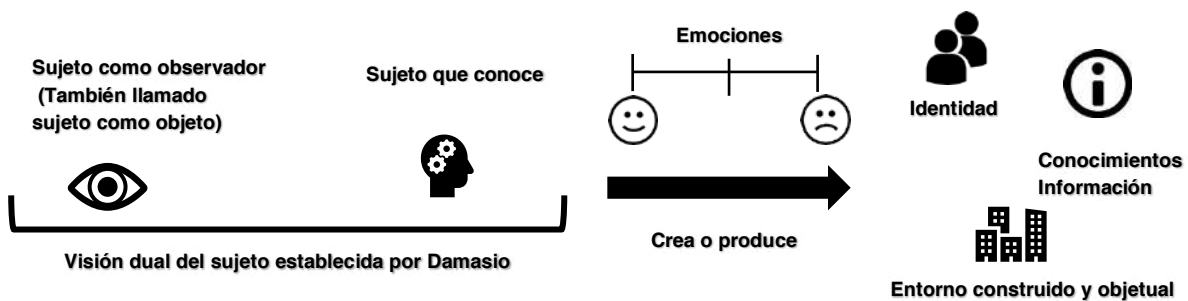 Sujeto como observador
(También llamado
sujeto como objeto)
Sujeto que conoce
Visión dual del sujeto establecida por Damasio
Emociones
Crea o produce
Identidad
Conocimientos
Información
Entorno construido y objetual